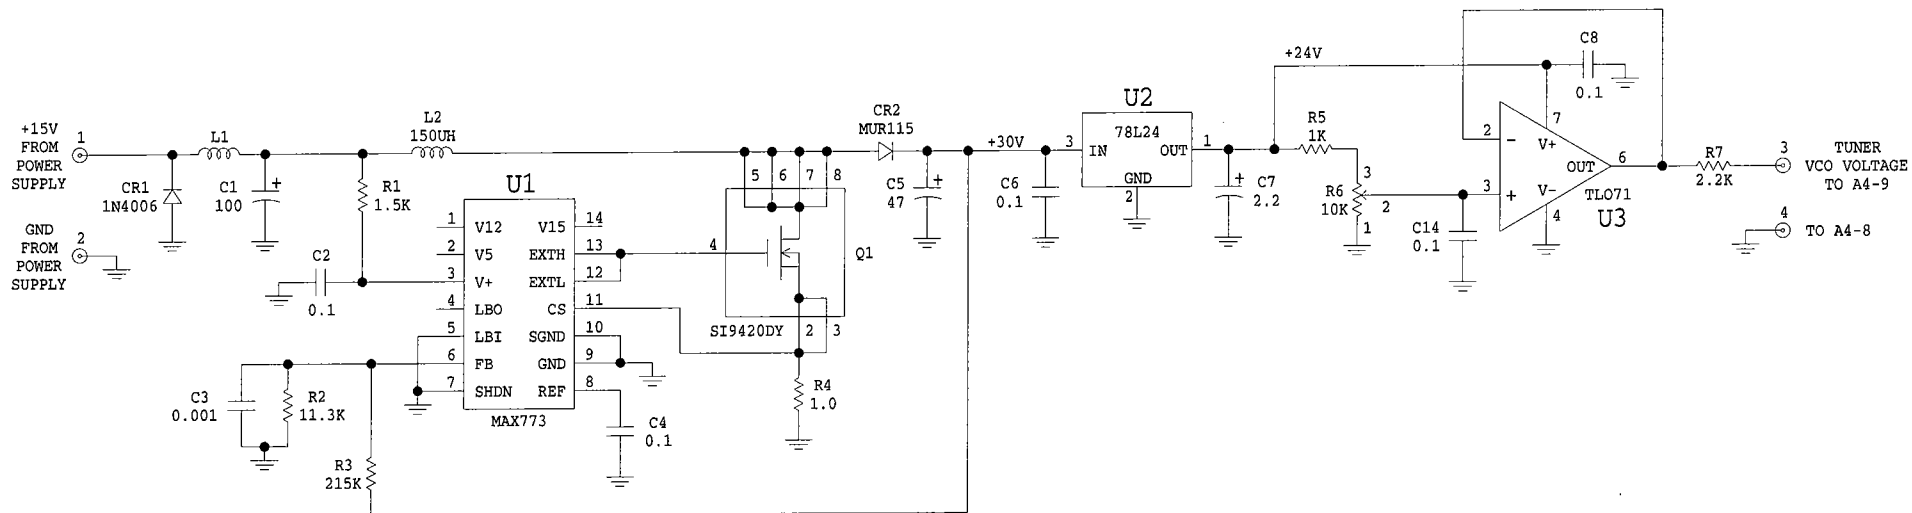 +15V
FROM
POWER
SUPPLY
1
GND
FROM
POWER
SUPPLY
2
CR1
1N4006
L1
C1
100
+
R1
1.5K
L2
150UH
C2
0.1
C3
0.001
R2
11.3K
R3
215K
U1
1 V12 V15 14
2 V5 EXTH 13
3 V+ EXTL 12
4 LBO CS 11
5 LBI SGND 10
6 FB GND 9
7 SHDN REF 8
MAX773
C4
0.1
5 6 7 8
4
Q1
SI9420DY
2 3
R4
1.0
CR2
MUR115
C5
47
+
+30V
C6
0.1
U2
78L24
3 IN OUT 1
GND
2
C7
2.2
+
+24V
R5
1K
R6
10K
3
2
1
C14
0.1
C8
0.1
2 -
3 +
7
V+
OUT 6
V-
4
TL071
U3
R7
2.2K
3
TUNER
VCO VOLTAGE
TO A4-9
4
TO A4-8